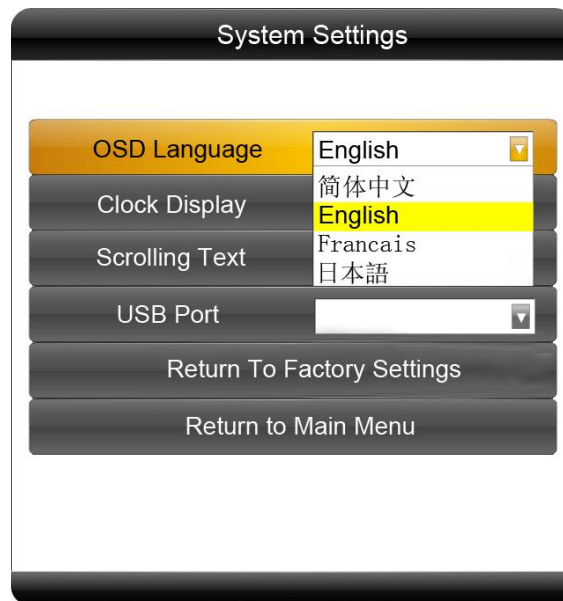 System Settings
OSD Language
English
简体中文
English
Francais
日本語
Clock Display
Scrolling Text
USB Port
Return To Factory Settings
Return to Main Menu